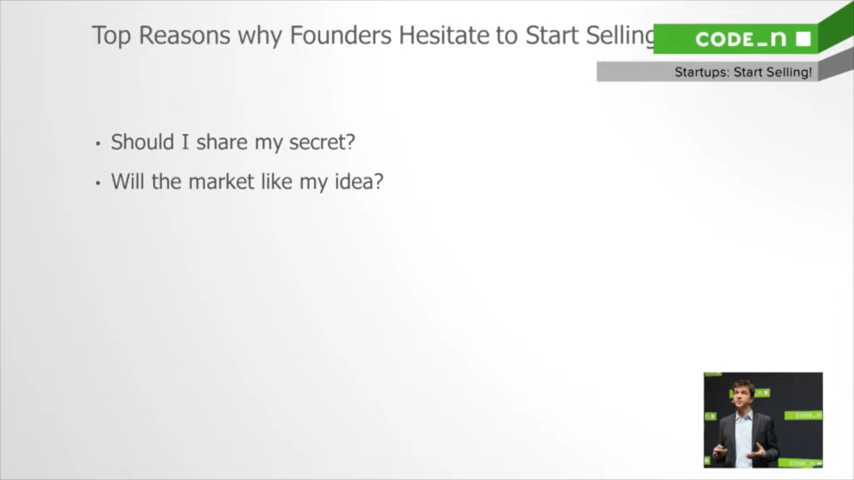 Top Reasons why Founders Hesitate to Start Selling
CODE_n
Startups: Start Selling!
• Should I share my secret?
• Will the market like my idea?
CODE_n